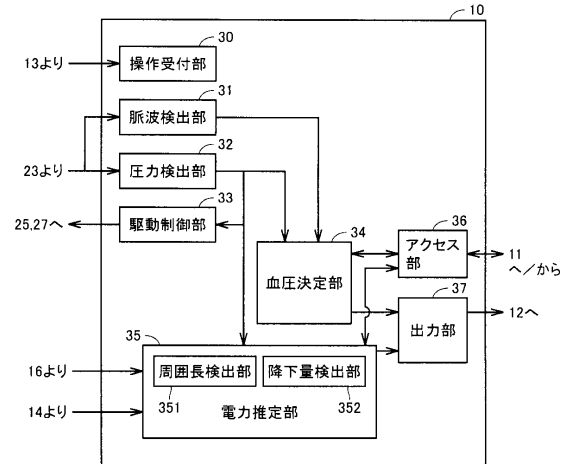 10
30
13より
操作受付部
31
脈波検出部
32
23より
圧力検出部
33
25,27へ
駆動制御部
34
血圧決定部
36
アクセス
部
11
へ/から
37
出力部
12へ
35
16より
周囲長検出部
降下量検出部
351
352
14より
電力推定部